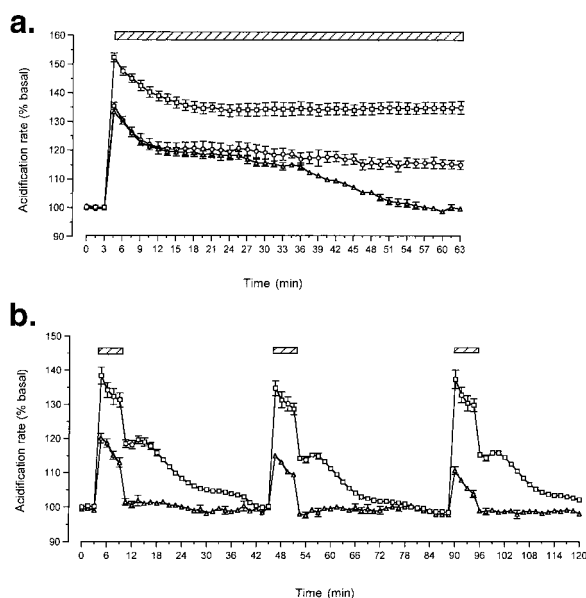 a.
160
150
140
130
120
110
100
90
Acidification rate (% basal)
0 3 6 9 12 15 18 21 24 27 30 33 36 39 42 45 48 51 54 57 60 63
Time (min)
b.
150
140
130
120
110
100
90
Acidification rate (% basal)
0 6 12 18 24 30 36 42 48 54 60 66 72 78 84 90 96 102 108 114 120
Time (min)